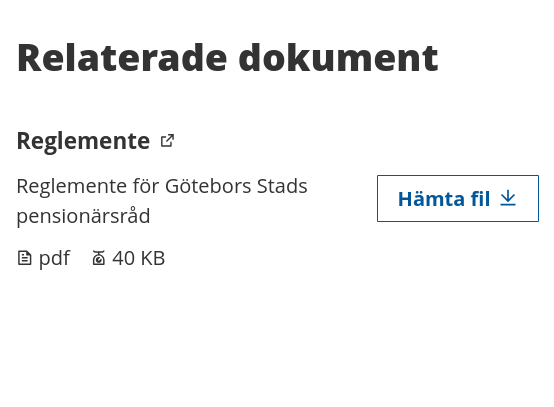 Relaterade dokument
Reglemente
Reglemente för Götebors Stads
pensionärsråd
Hämta fil
pdf 40 KB